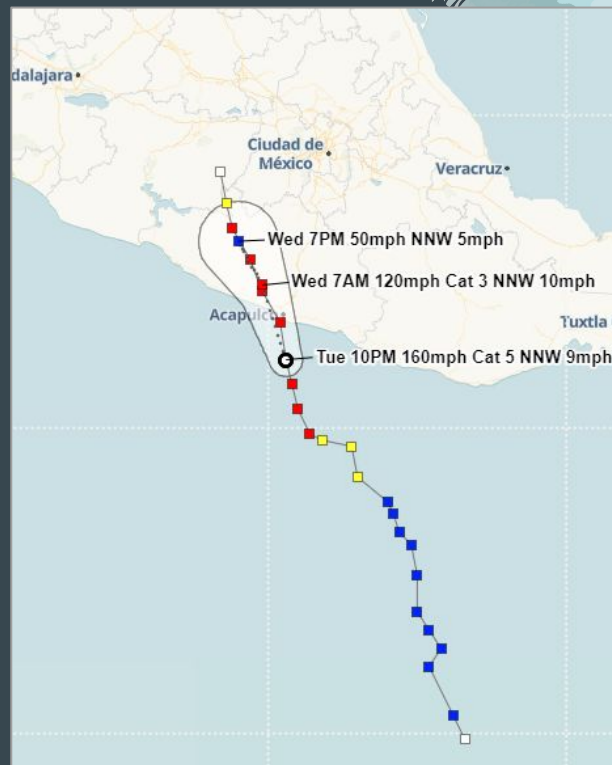 dalajara
Ciudad de
México
Veracruz
Wed 7PM 50mph NNW 5mph
Wed 7AM 120mph Cat 3 NNW 10mph
Acapulco
Tuxtla
Tue 10PM 160mph Cat 5 NNW 9mph